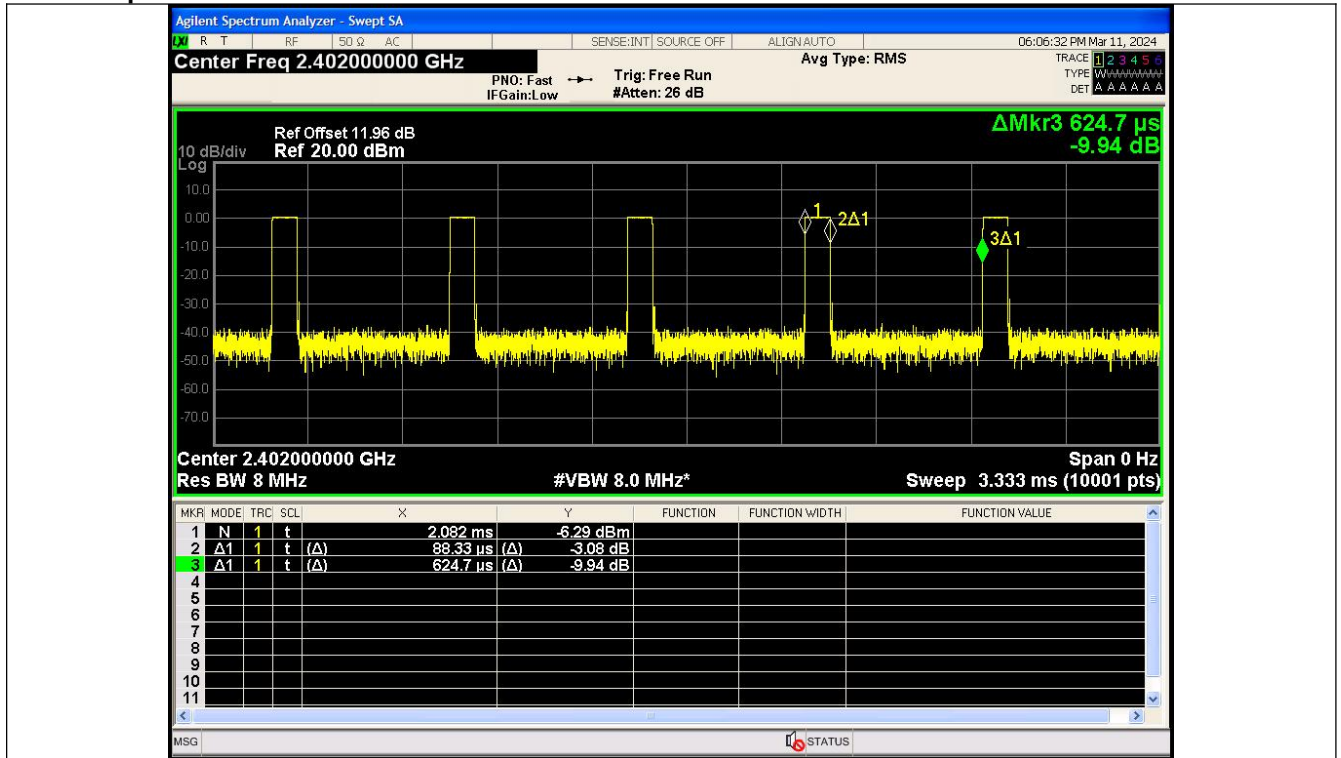 Agilent Spectrum Analyzer - Swept SA
LXI R T RF 50 Ω AC SENSE:INT SOURCE OFF ALIGN AUTO 06:06:32 PM Mar 11, 2024
Center Freq 2.402000000 GHz Avg Type: RMS TRACE 1 2 3 4 5 6
PNO: Fast Trig: Free Run TYPE WWWWWW
IFGain:Low #Atten: 26 dB DET A A A A A A
ΔMkr3 624.7 µs
Ref Offset 11.96 dB
10 dB/div Ref 20.00 dBm -9.94 dB
Log
10.0
0.00 1 2Δ1
-10.0 3Δ1
-20.0
-30.0
-40.0
-50.0
-60.0
-70.0
Center 2.402000000 GHz Span 0 Hz
Res BW 8 MHz #VBW 8.0 MHz* Sweep 3.333 ms (10001 pts)
MKR MODE TRC SCL X Y FUNCTION FUNCTION WIDTH FUNCTION VALUE
1 N 1 t 2.082 ms -6.29 dBm
2 Δ1 1 t (Δ) 88.33 µs (Δ) -3.08 dB
3 Δ1 1 t (Δ) 624.7 µs (Δ) -9.94 dB
4
5
6
7
8
9
10
11
MSG STATUS